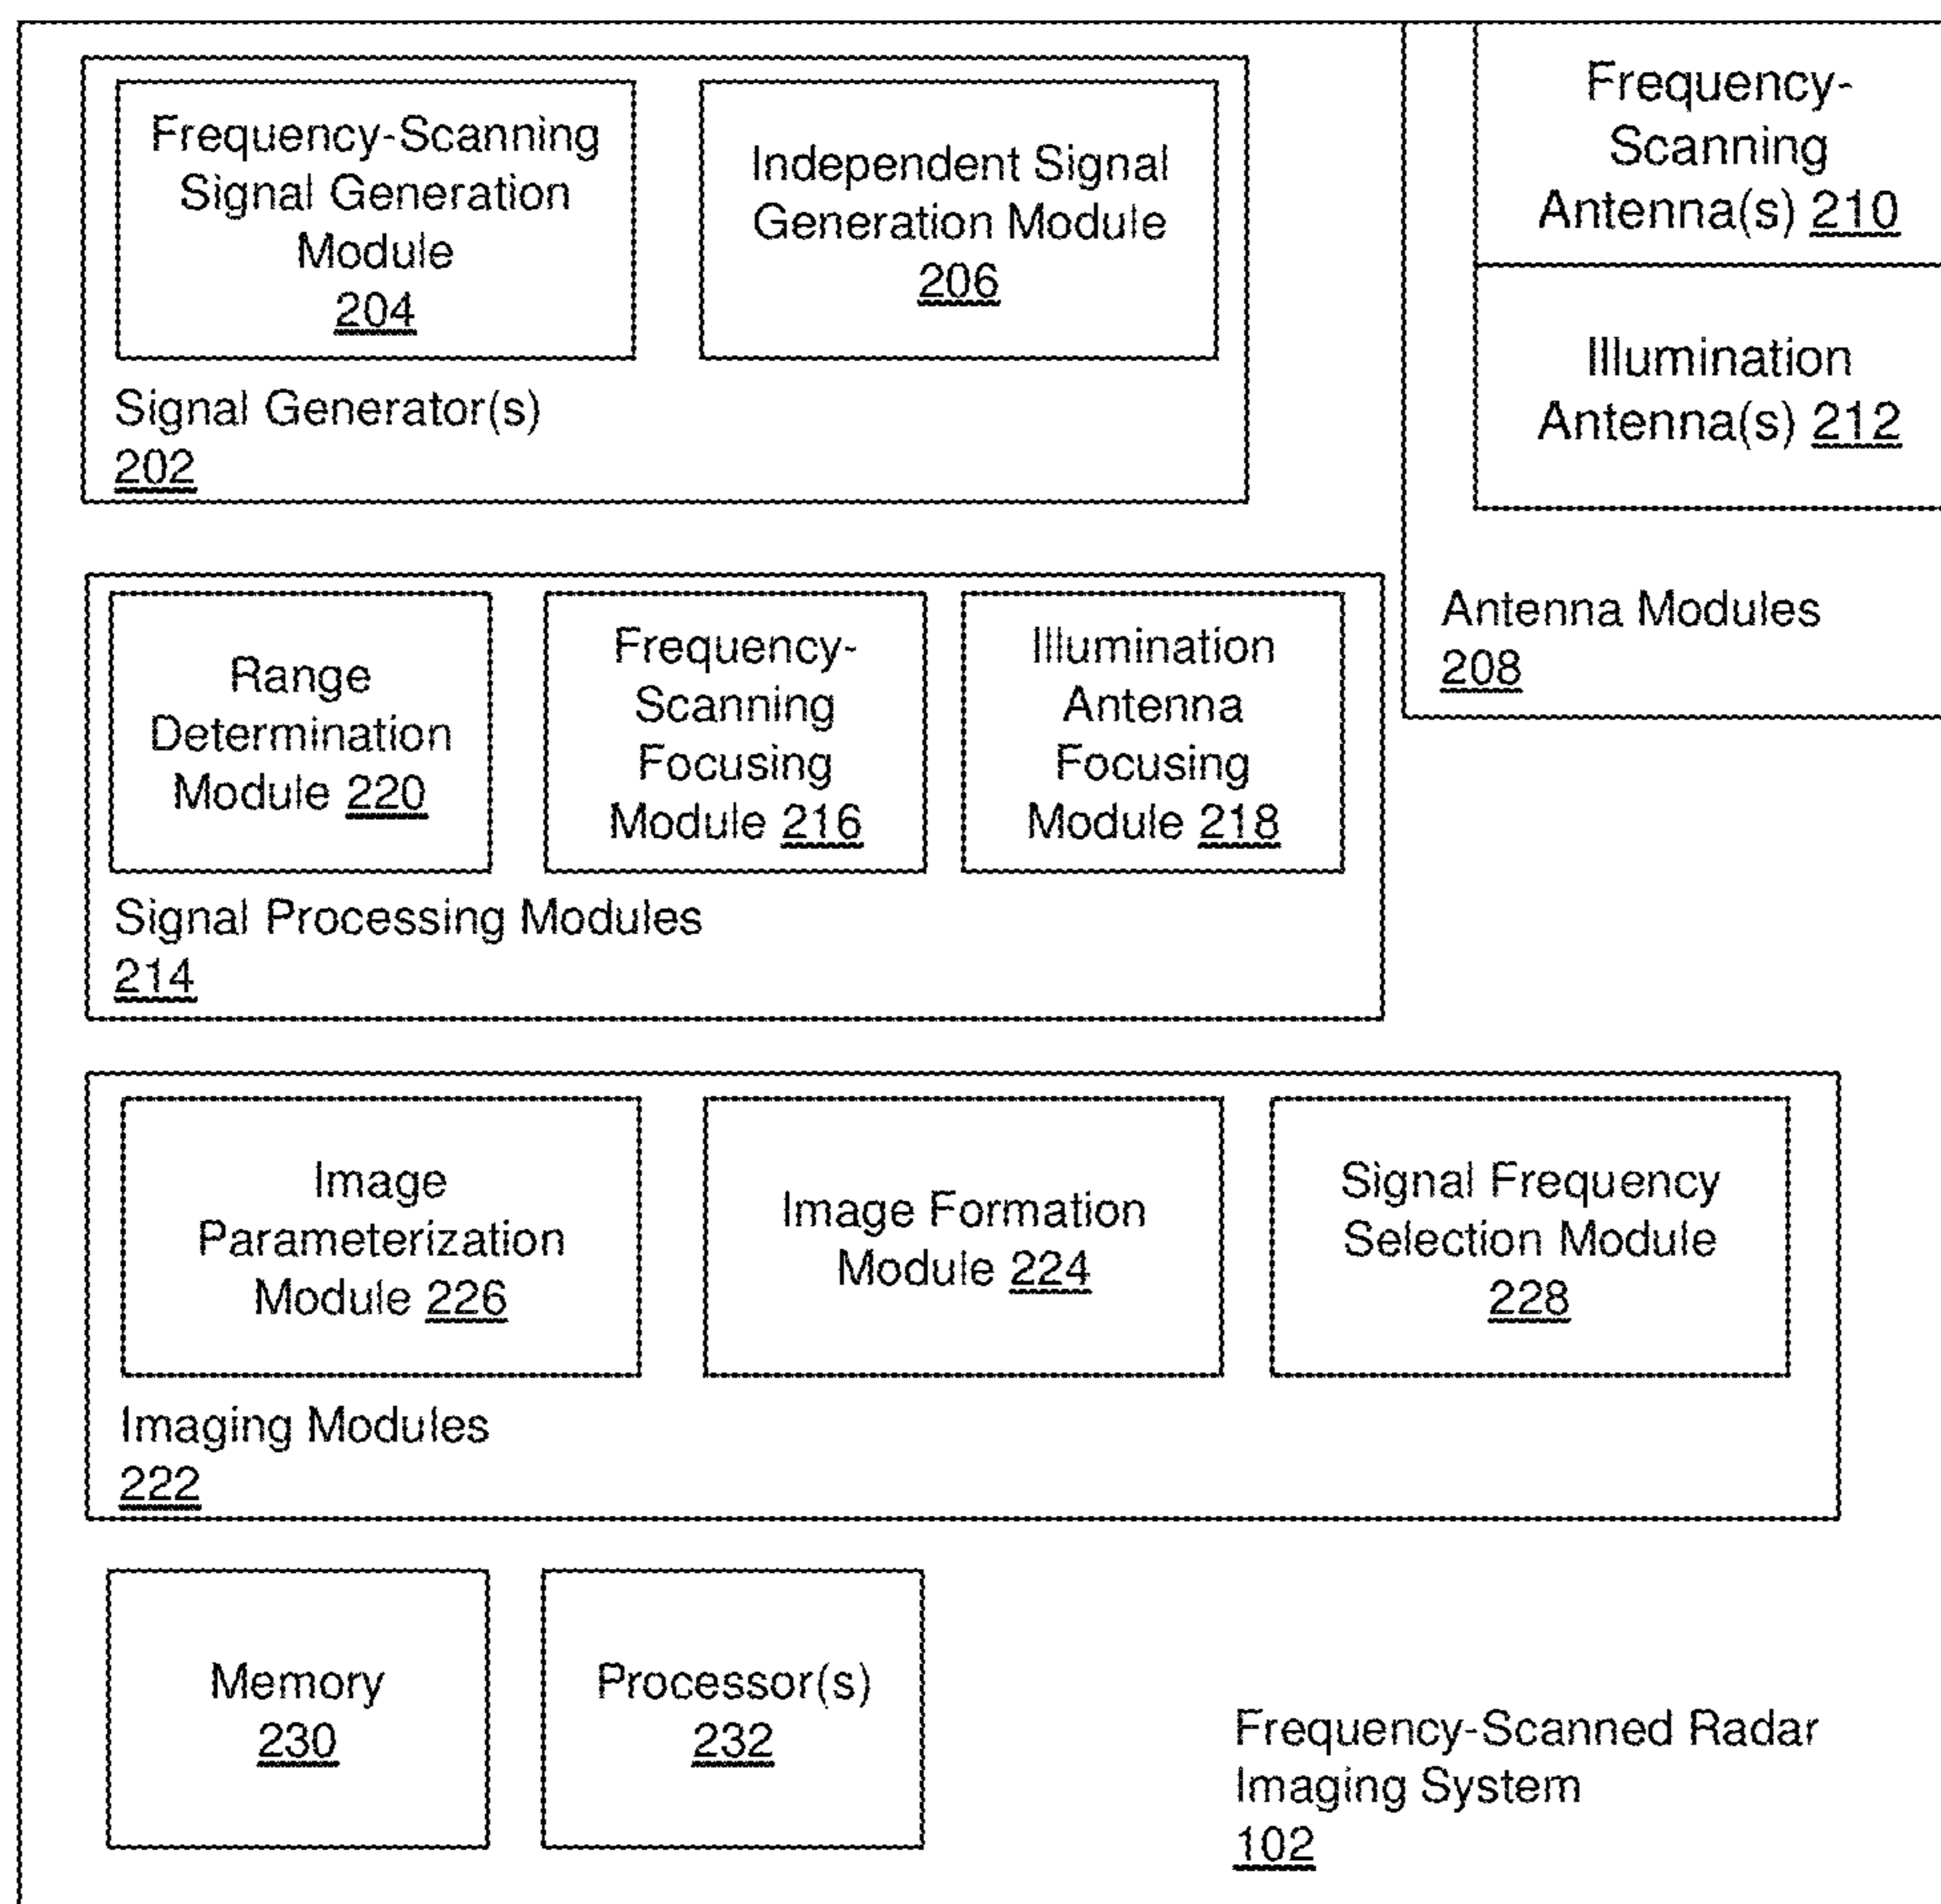 Frequency-Scanning
Signal Generation
Module
204
Independent Signal
Generation Module
206
Signal Generator(s)
202
Frequency-
Scanning
Antenna(s) 210
Illumination
Antenna(s) 212
Antenna Modules
208
Range
Determination
Module 220
Frequency-
Scanning
Focusing
Module 216
Illumination
Antenna
Focusing
Module 218
Signal Processing Modules
214
Image
Parameterization
Module 226
Image Formation
Module 224
Signal Frequency
Selection Module
228
Imaging Modules
222
Memory
230
Processor(s)
232
Frequency-Scanned Radar
Imaging System
102